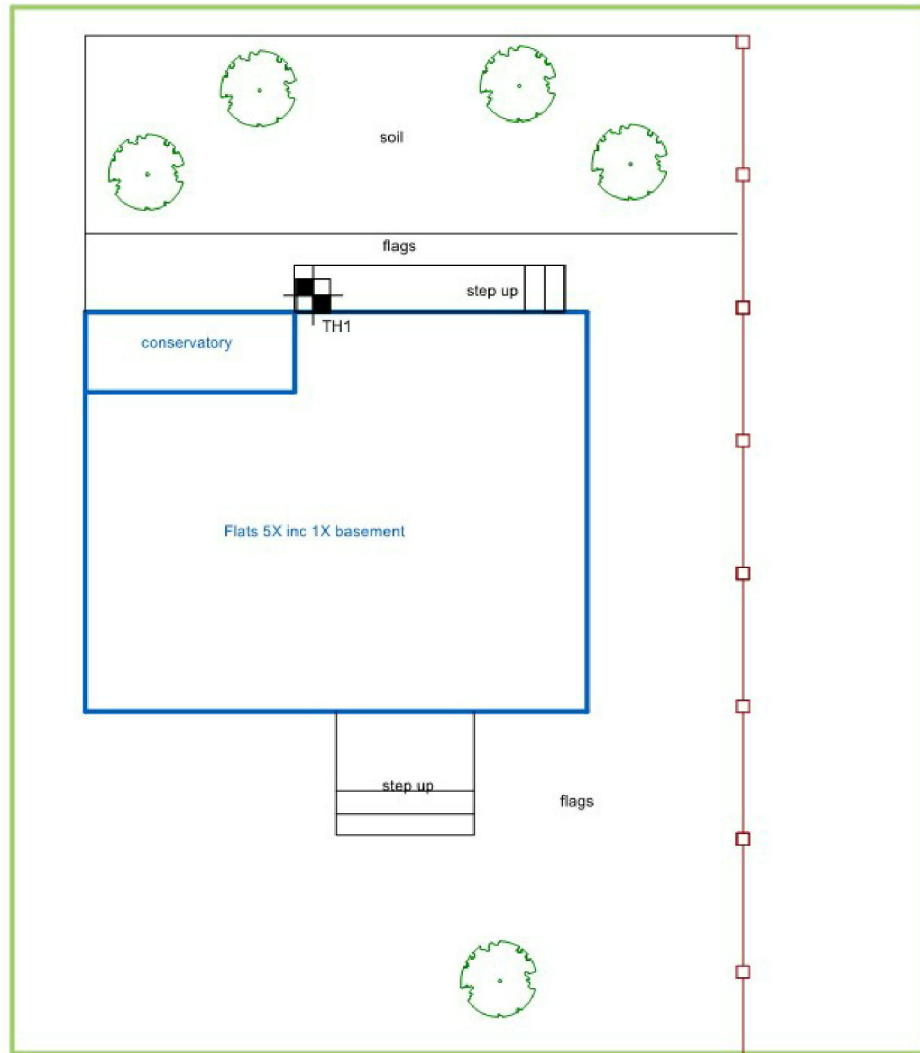 soil
flags
step up
TH1
conservatory
Flats 5X inc 1X basement
step up
flags